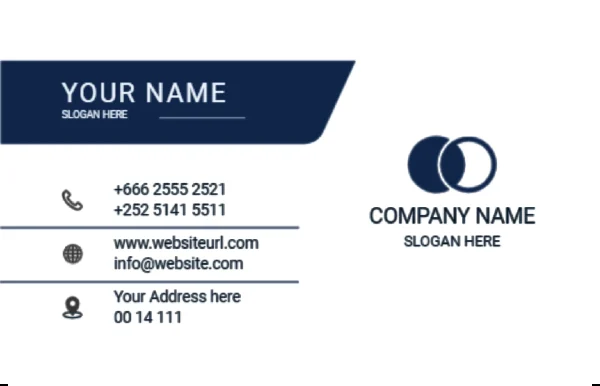 YOUR NAME
SLOGAN HERE
+666 2555 2521
+252 5141 5511
www.websiteurl.com
info@website.com
Your Address here
00 14 111
COMPANY NAME
SLOGAN HERE